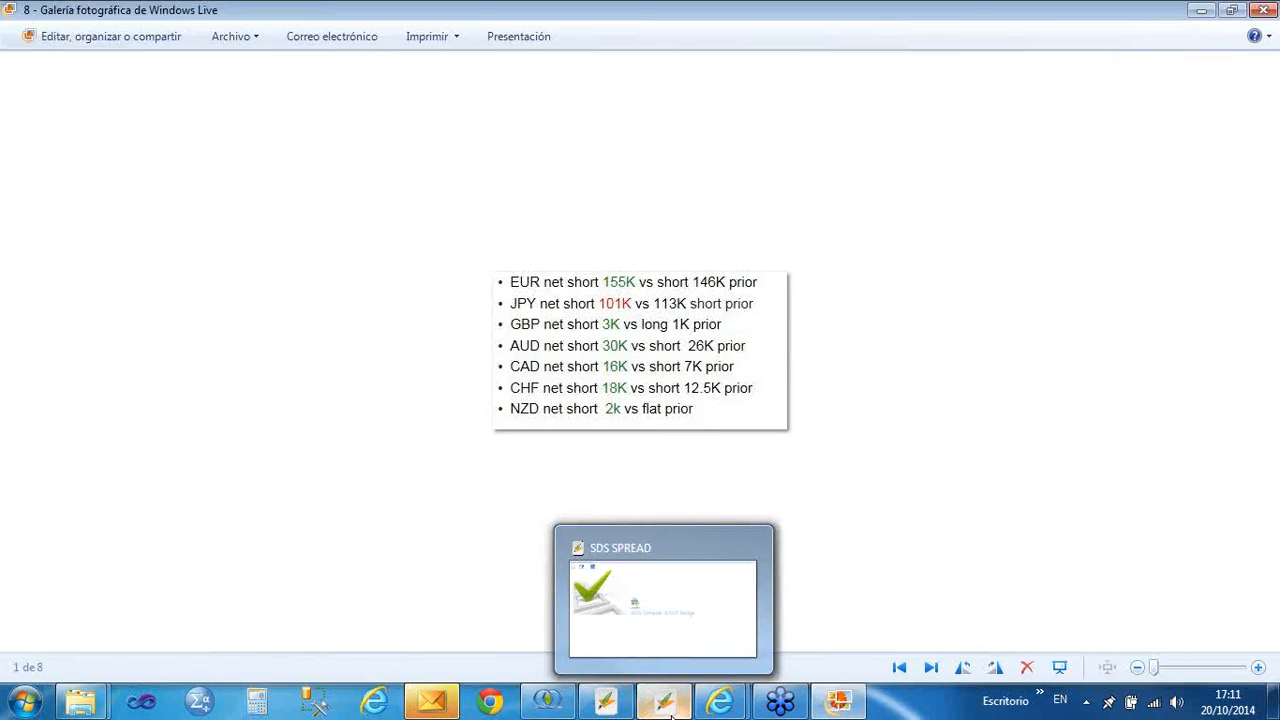 8 - Galería fotográfica de Windows Live
Editar, organizar o compartir Archivo Correo electrónico Imprimir Presentación
• EUR net short 155K vs short 146K prior
• JPY net short 101K vs 113K short prior
• GBP net short 3K vs long 1K prior
• AUD net short 30K vs short 26K prior
• CAD net short 16K vs short 7K prior
• CHF net short 18K vs short 12.5K prior
• NZD net short 2k vs flat prior
SDS SPREAD
1 de 8
Escritorio » EN 17:11
20/10/2014